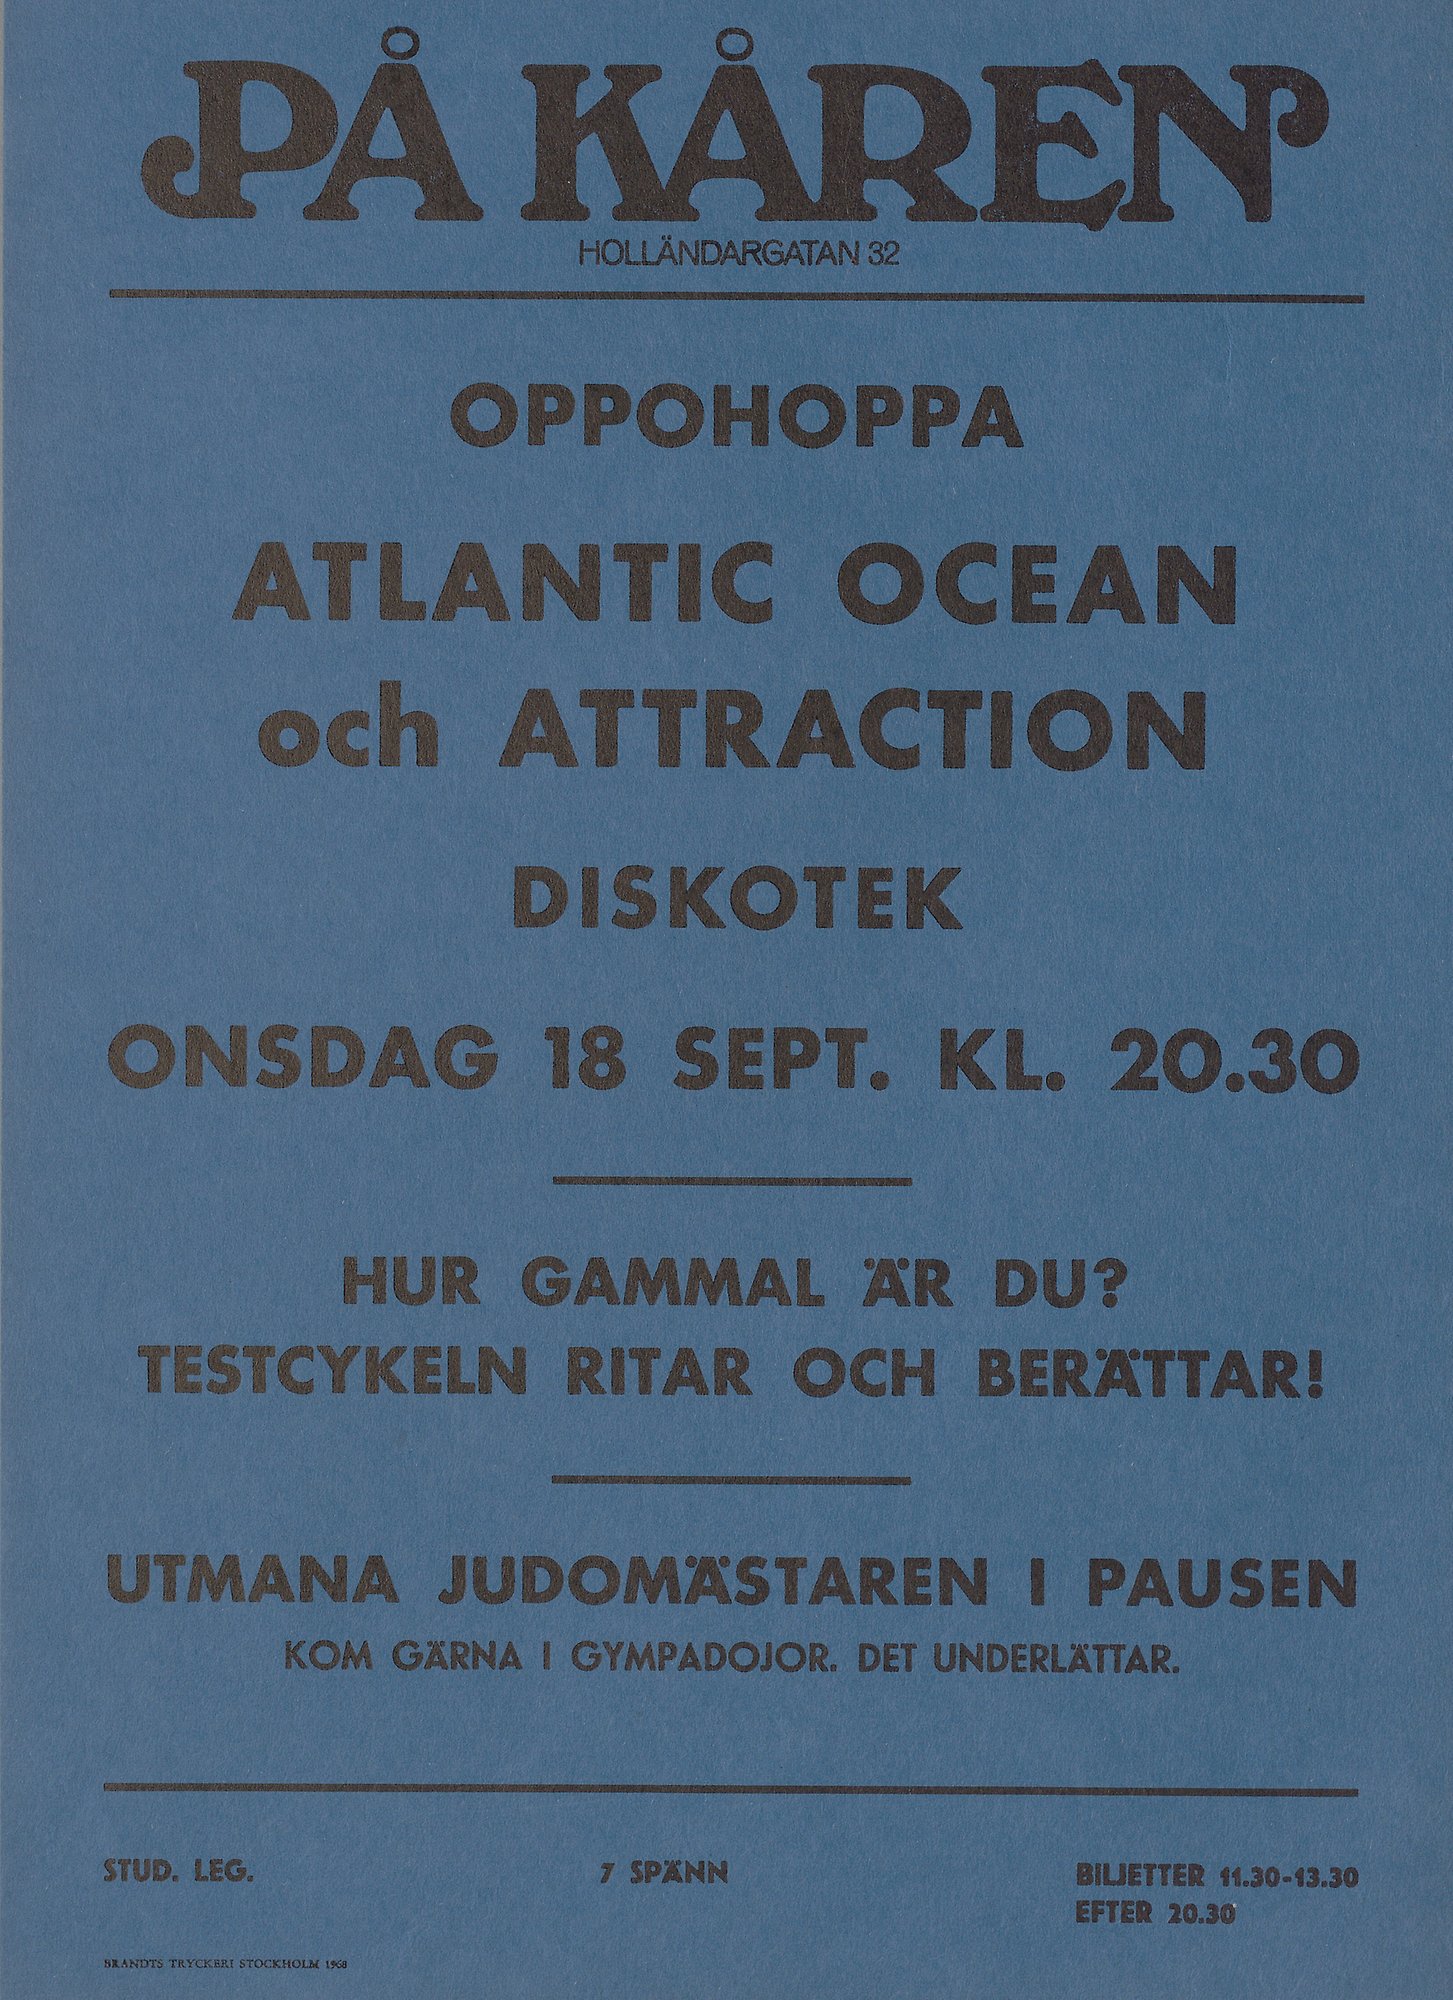 PÅ KÅREN
HOLLÄNDARGATAN 32
OPPOHOPPA
ATLANTIC OCEAN
och ATTRACTION
DISKOTEK
ONSDAG 18 SEPT. KL. 20.30
HUR GAMMAL ÄR DU?
TESTCYKELN RITAR OCH BERÄTTAR!
UTMANA JUDOMÄSTAREN I PAUSEN
KOM GÄRNA I GYMPADOJOR. DET UNDERLÄTTAR.
STUD. LEG.
7 SPÄNN
BILJETTER 11.30-13.30
EFTER 20.30
BRANDTS TRYCKERI STOCKHOLM 1968